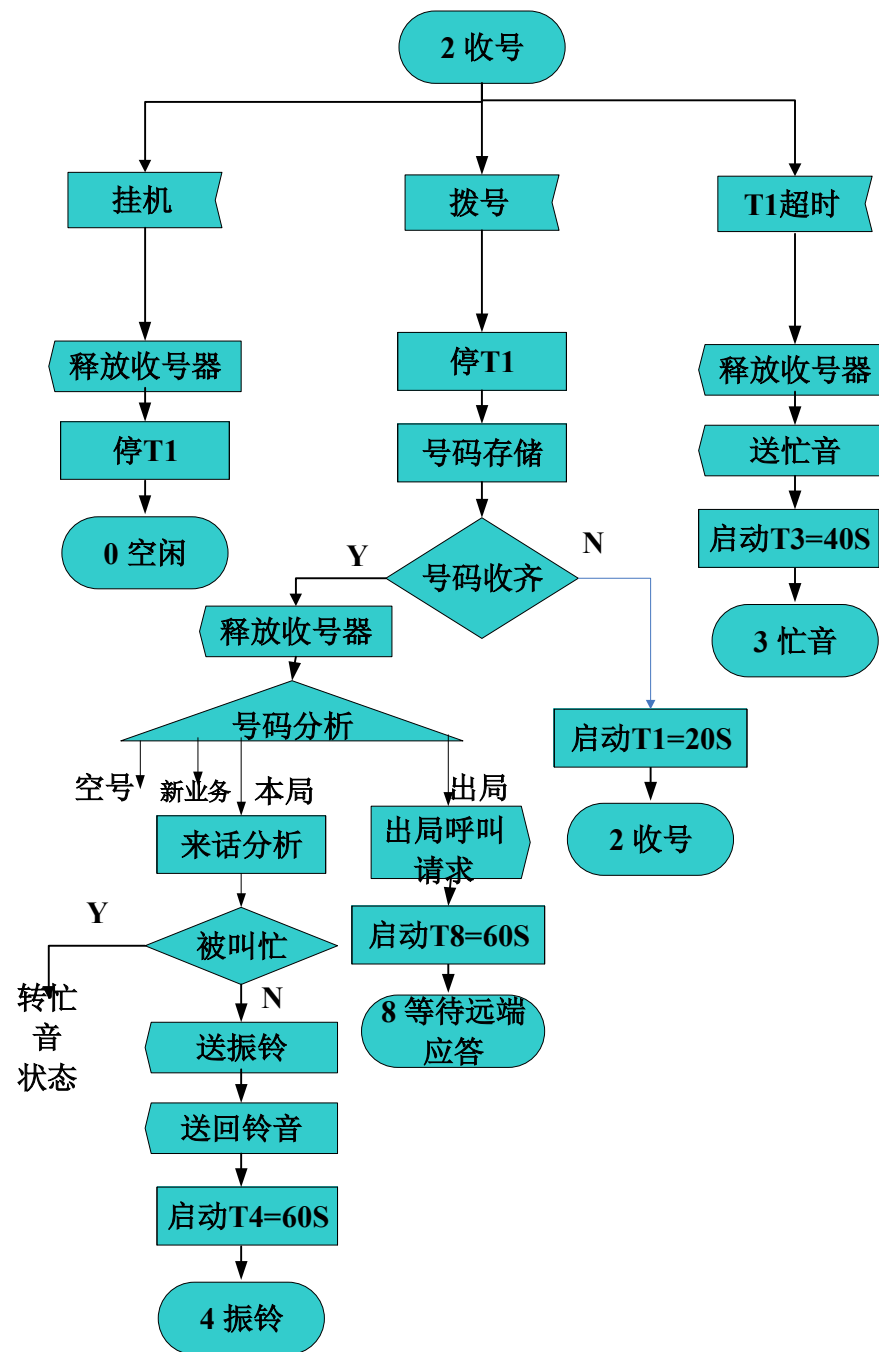 2 收号
挂机
拨号
T1超时
释放收号器
停T1
释放收号器
停T1
号码存储
送忙音
0 空闲
Y
号码收齐
N
启动T3=40S
释放收号器
3 忙音
号码分析
启动T1=20S
空号
新业务
本局
出局
来话分析
出局呼叫
请求
2 收号
Y
被叫忙
启动T8=60S
转忙
音
状态
N
8 等待远端
应答
送振铃
送回铃音
启动T4=60S
4 振铃